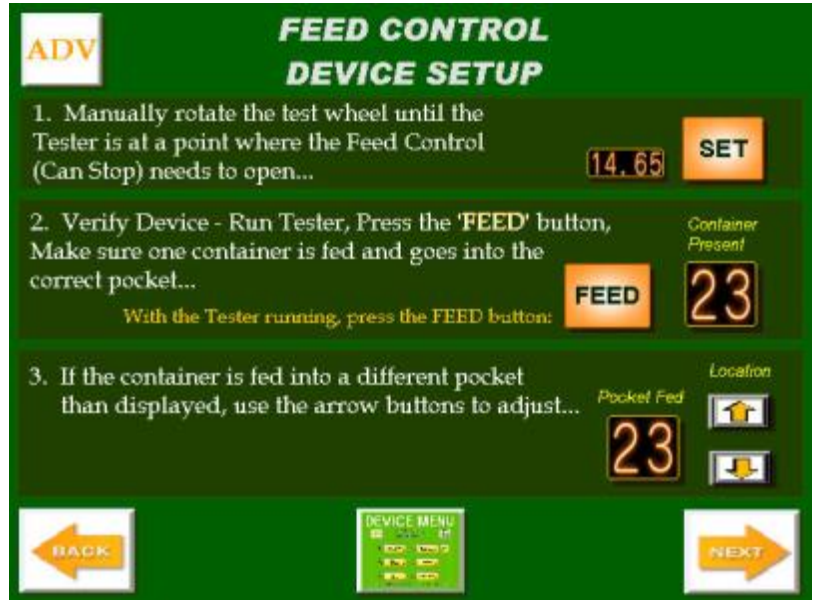 ADV
FEED CONTROL
DEVICE SETUP
1. Manually rotate the test wheel until the
Tester is at a point where the Feed Control
(Can Stop) needs to open...
14.65
SET
2. Verify Device - Run Tester, Press the 'FEED' button,
Make sure one container is fed and goes into the
correct pocket...
With the Tester running, press the FEED button:
FEED
Container
Present
23
3. If the container is fed into a different pocket
than displayed, use the arrow buttons to adjust...
Pocket Fed
23
Location
BACK
DEVICE MENU
NEXT